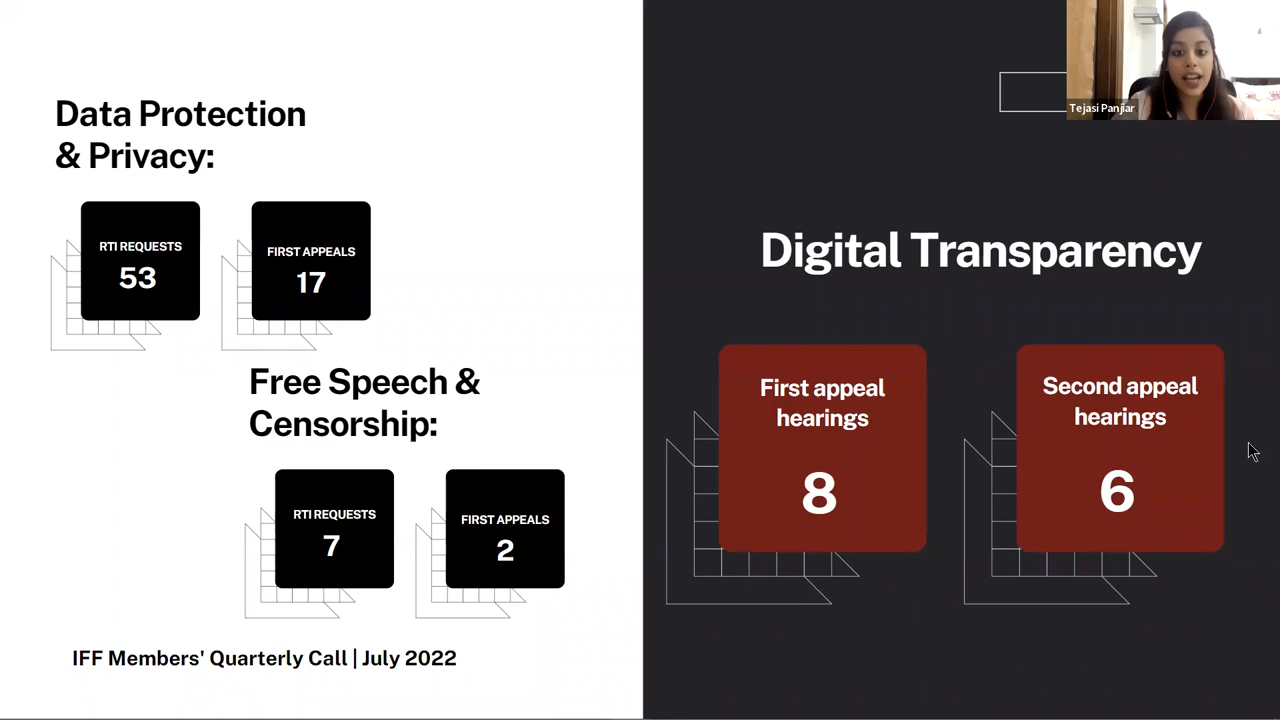 Data Protection
& Privacy:
RTI REQUESTS
53
FIRST APPEALS
17
Free Speech &
Censorship:
RTI REQUESTS
7
FIRST APPEALS
2
IFF Members' Quarterly Call | July 2022
Tejasi Panjiar
Digital Transparency
First appeal
hearings
8
Second appeal
hearings
6